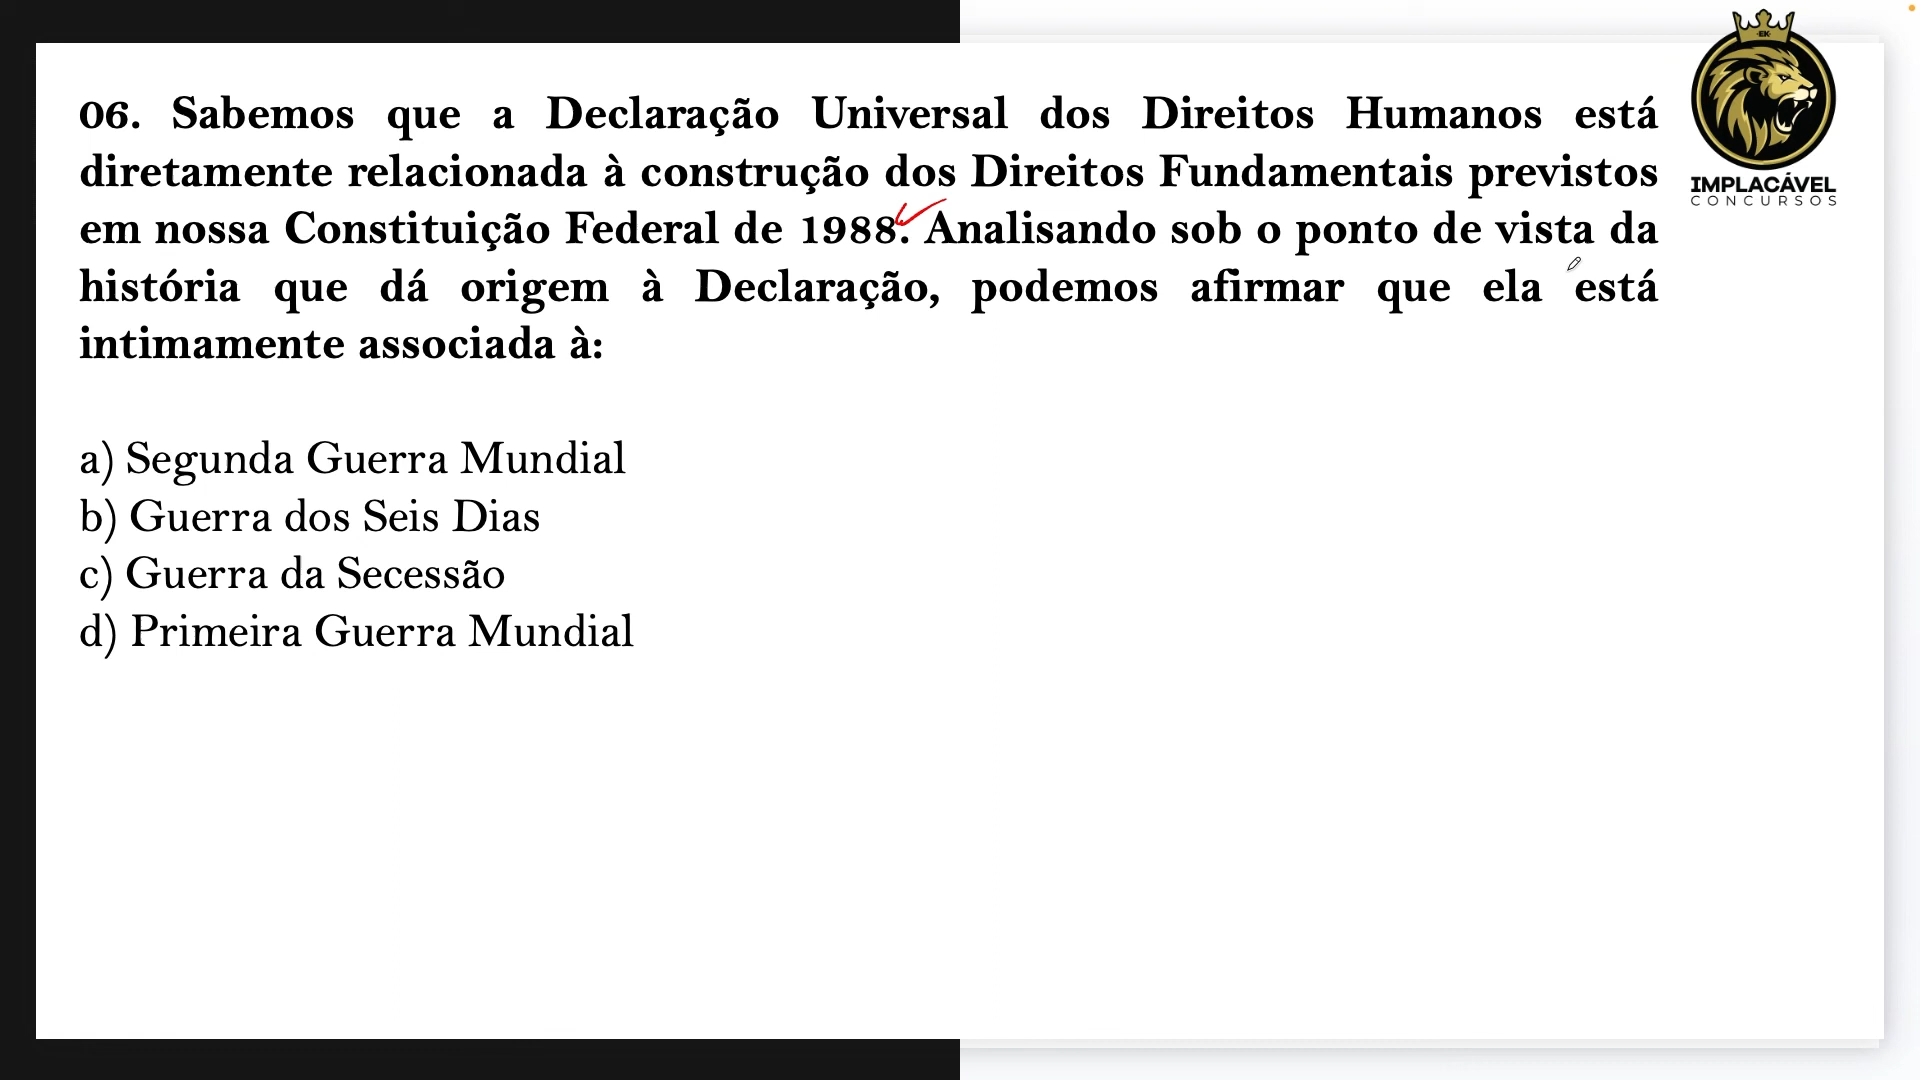 EK
IMPLACÁVEL
CONCURSOS
06. Sabemos que a Declaração Universal dos Direitos Humanos está
diretamente relacionada à construção dos Direitos Fundamentais previstos
em nossa Constituição Federal de 1988. Analisando sob o ponto de vista da
história que dá origem à Declaração, podemos afirmar que ela está
intimamente associada à:
a) Segunda Guerra Mundial
b) Guerra dos Seis Dias
c) Guerra da Secessão
d) Primeira Guerra Mundial